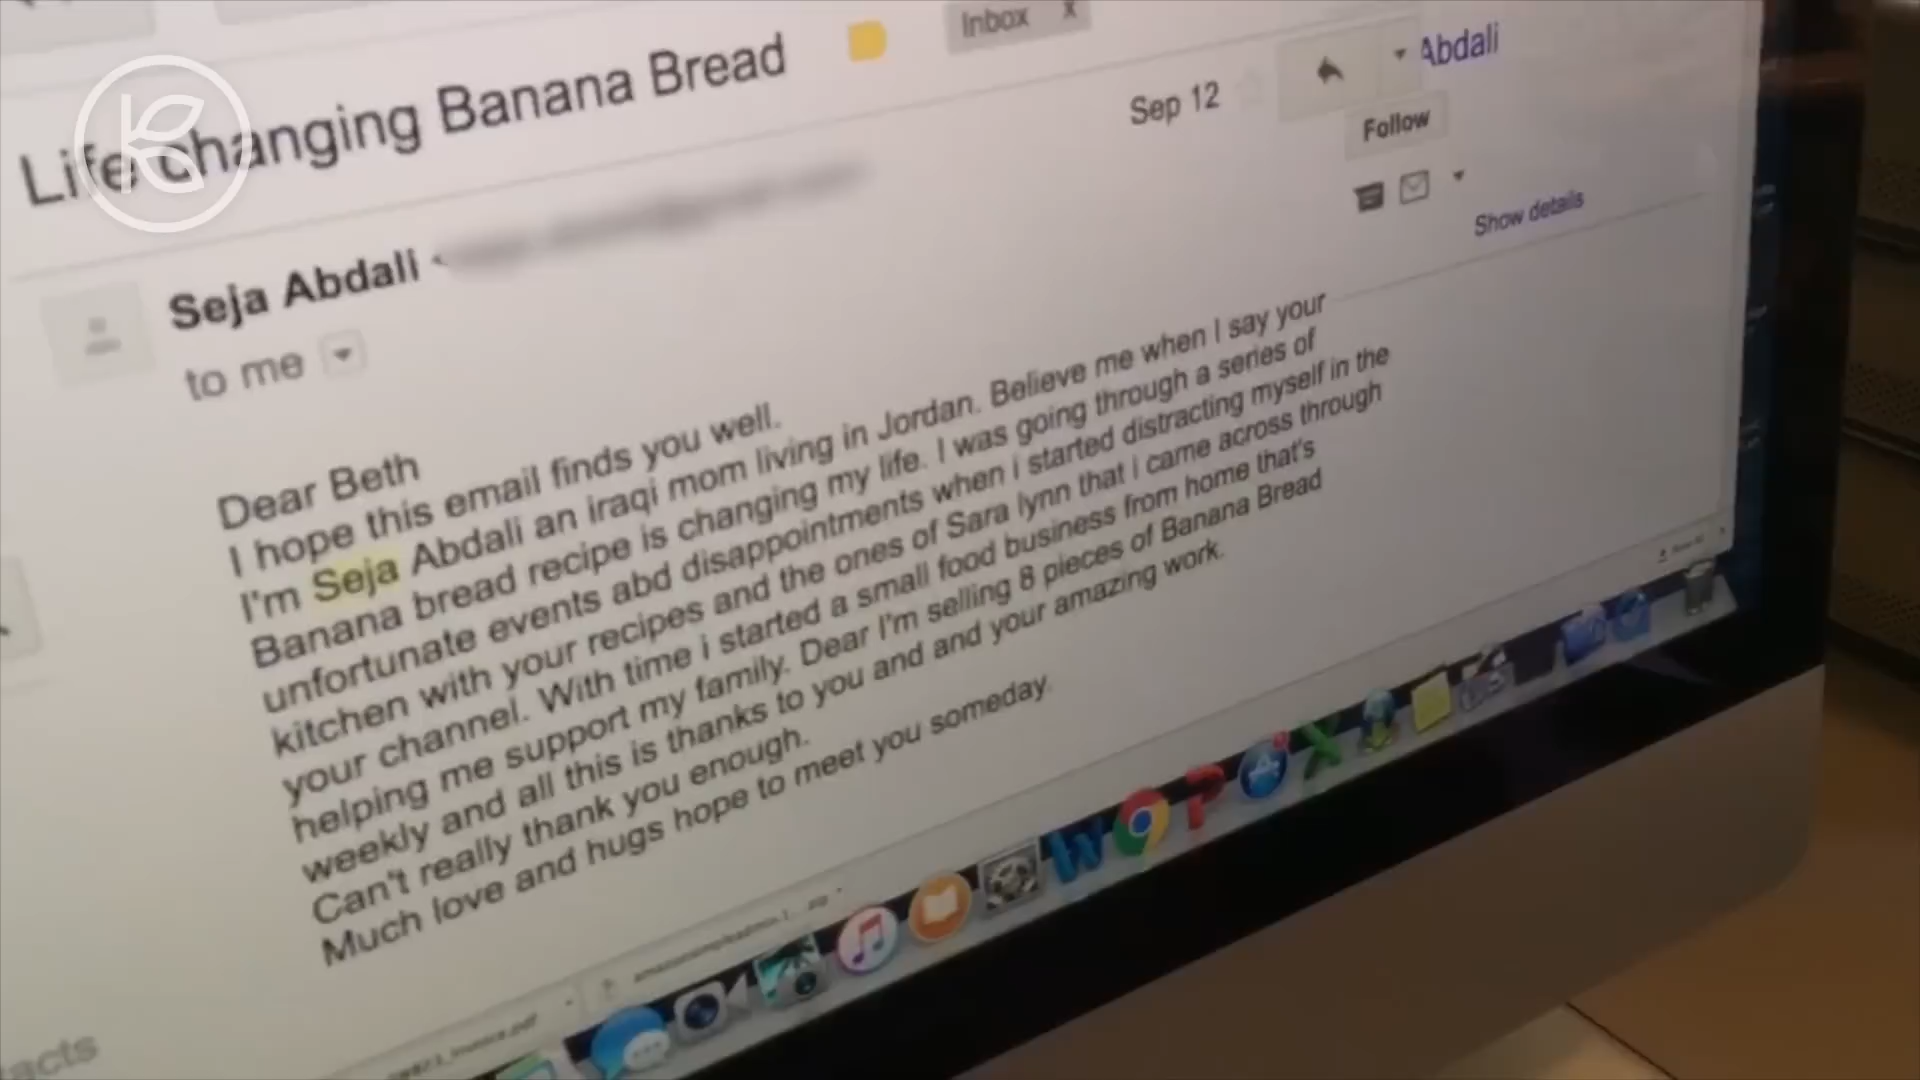 Life changing Banana Bread
Inbox x
Seja Abdali
Sep 12
Abdali
Follow
Show details
to me
Dear Beth
I hope this email finds you well.
I'm Seja Abdali an iraqi mom living in Jordan. Believe me when I say your
Banana bread recipe is changing my life. I was going through a series of
unfortunate events abd disappointments when i started distracting myself in the
kitchen with your recipes and the ones of Sara lynn that i came across through
your channel. With time i started a small food business from home that's
helping me support my family. Dear I'm selling 8 pieces of Banana Bread
weekly and all this is thanks to you and and your amazing work.
Can't really thank you enough.
Much love and hugs hope to meet you someday.
acts